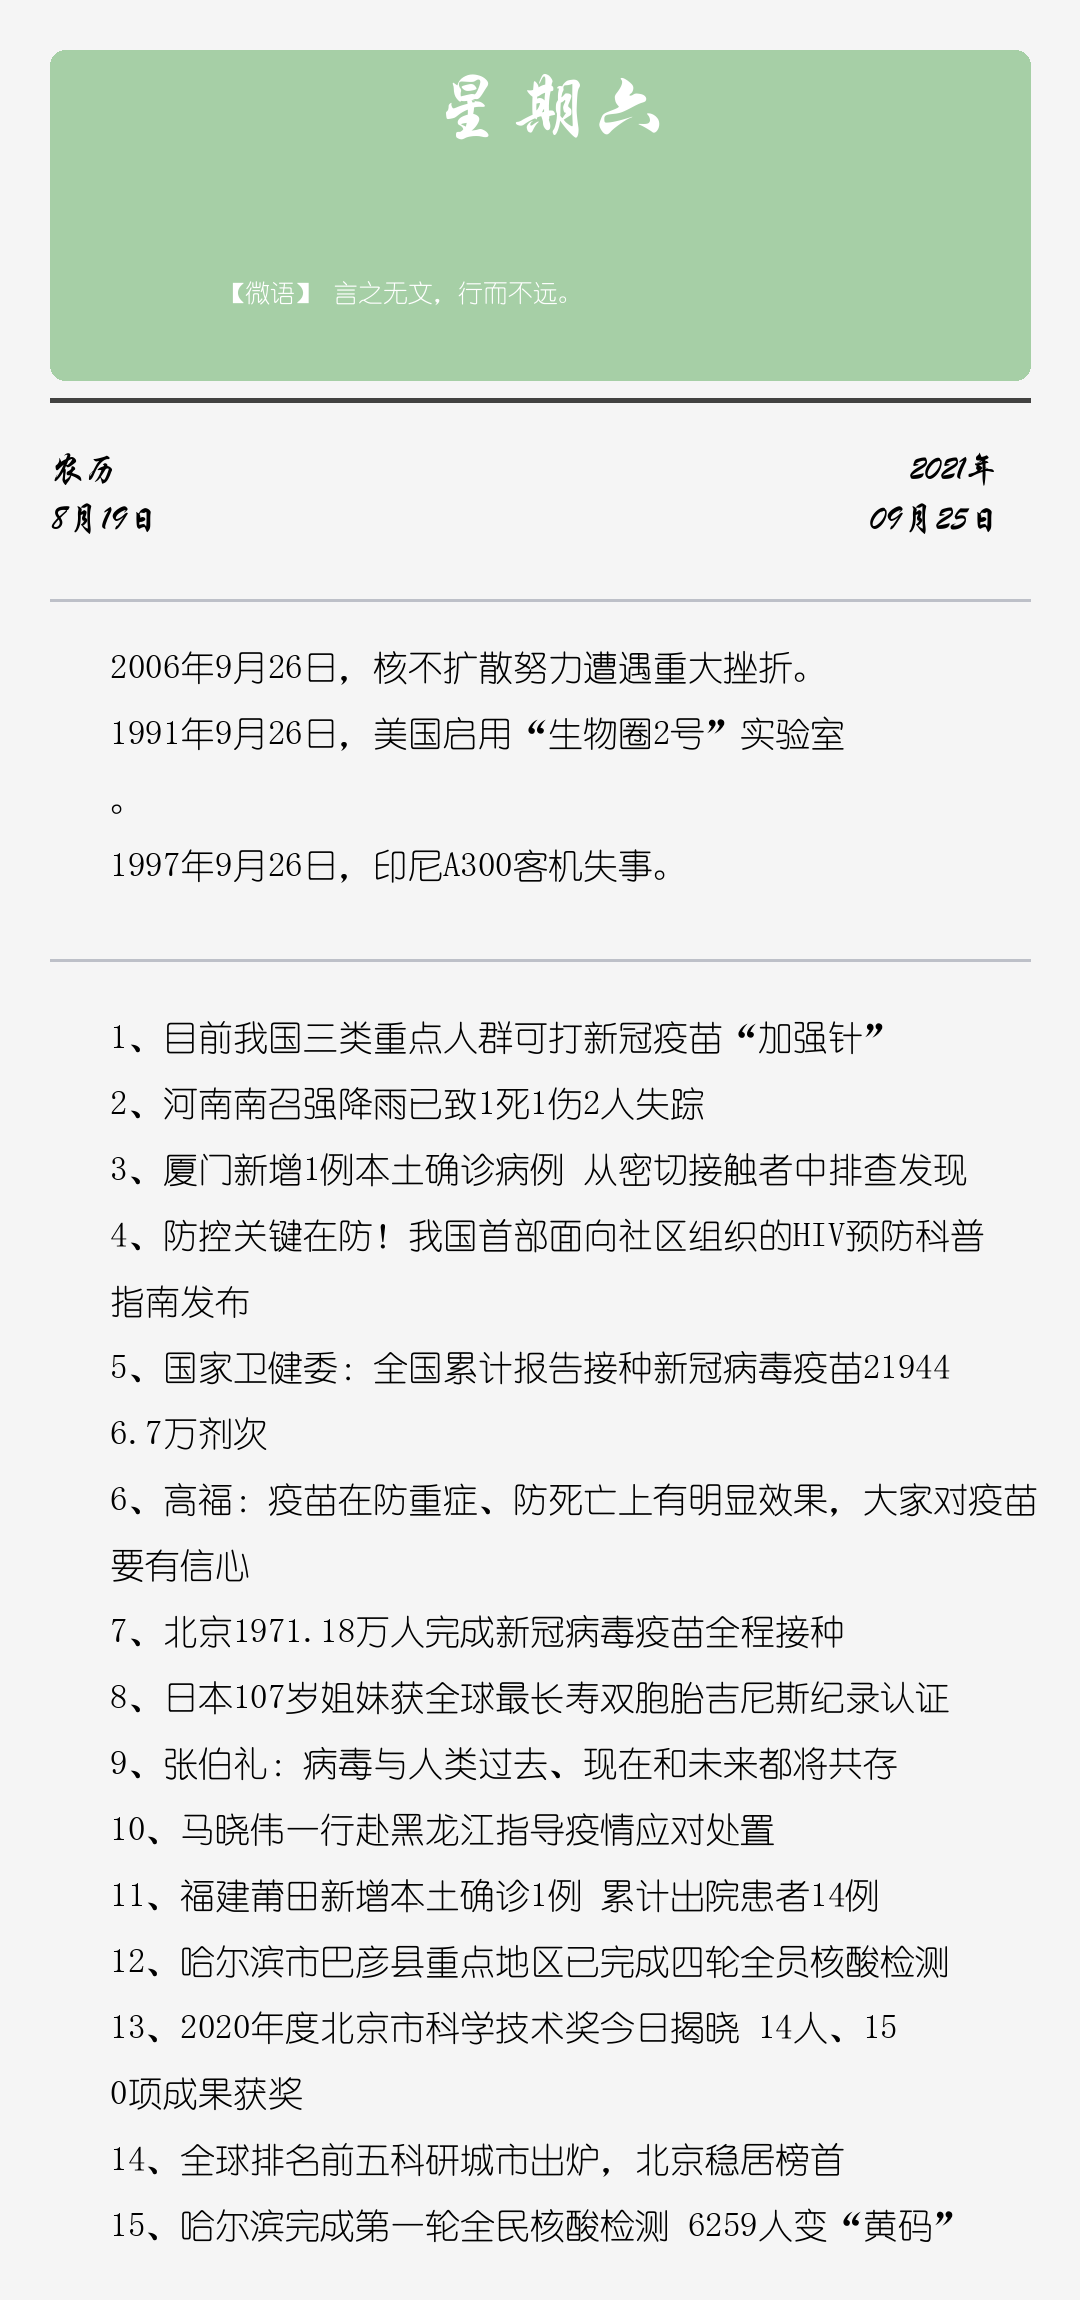 星期六
【微语】 言之无文，行而不远。
农历
8月19日
2021年
09月25日
2006年9月26日，核不扩散努力遭遇重大挫折。
1991年9月26日，美国启用“生物圈2号”实验室
。
1997年9月26日，印尼A300客机失事。
1、目前我国三类重点人群可打新冠疫苗“加强针”
2、河南南召强降雨已致1死1伤2人失踪
3、厦门新增1例本土确诊病例 从密切接触者中排查发现
4、防控关键在防！我国首部面向社区组织的HIV预防科普
指南发布
5、国家卫健委：全国累计报告接种新冠病毒疫苗21944
6.7万剂次
6、高福：疫苗在防重症、防死亡上有明显效果，大家对疫苗
要有信心
7、北京1971.18万人完成新冠病毒疫苗全程接种
8、日本107岁姐妹获全球最长寿双胞胎吉尼斯纪录认证
9、张伯礼：病毒与人类过去、现在和未来都将共存
10、马晓伟一行赴黑龙江指导疫情应对处置
11、福建莆田新增本土确诊1例 累计出院患者14例
12、哈尔滨市巴彦县重点地区已完成四轮全员核酸检测
13、2020年度北京市科学技术奖今日揭晓 14人、15
0项成果获奖
14、全球排名前五科研城市出炉，北京稳居榜首
15、哈尔滨完成第一轮全民核酸检测 6259人变“黄码”